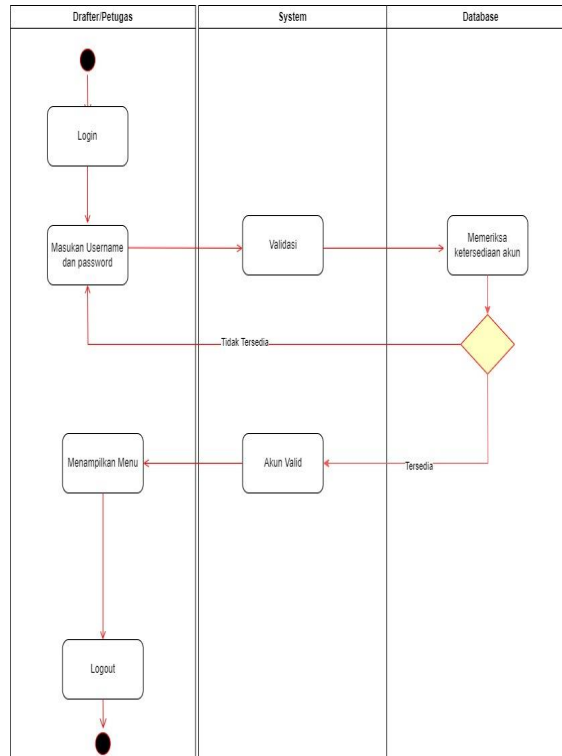 Drafter/Petugas
System
Database
Login
Masukan Username
dan password
Validasi
Memeriksa
ketersediaan akun
Tidak Tersedia
Menampilkan Menu
Akun Valid
Tersedia
Logout